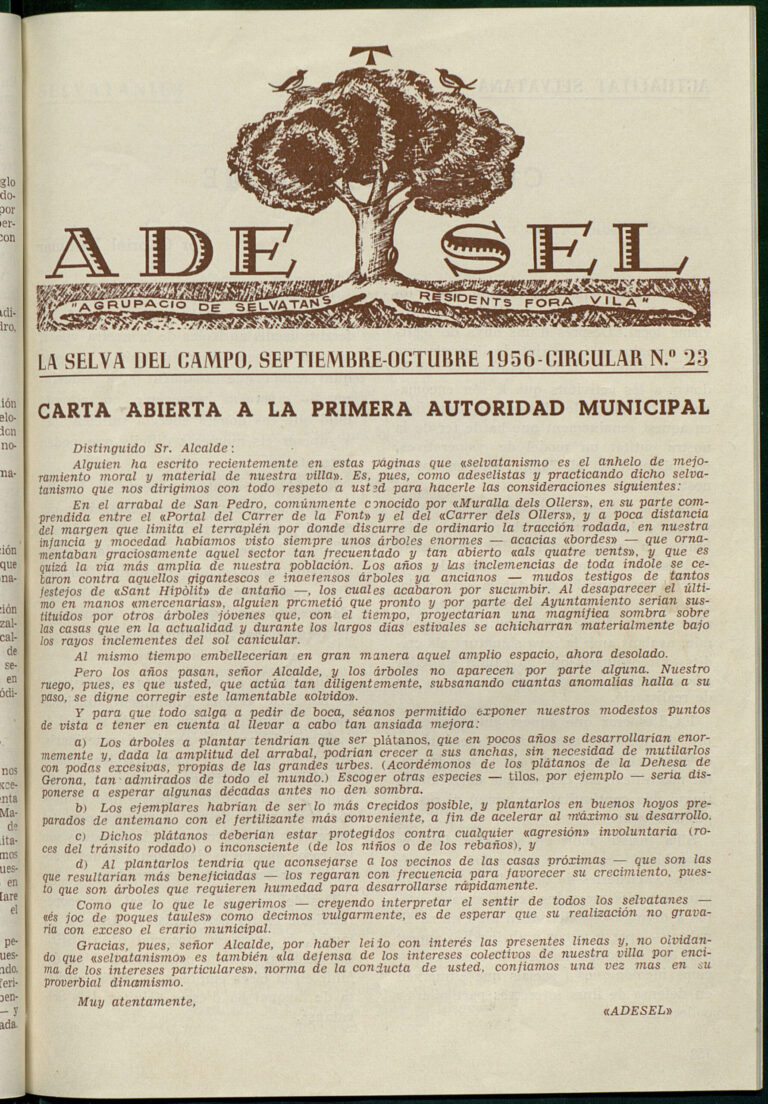 ADE SEL
"AGRUPACIO DE SELVATANS RESIDENTS FORA VILA"
LA SELVA DEL CAMPO, SEPTIEMBRE-OCTUBRE 1956-CIRCULAR N.º 23
CARTA ABIERTA A LA PRIMERA AUTORIDAD MUNICIPAL
Distinguido Sr. Alcalde:
Alguien ha escrito recientemente en estas páginas que «selvatanismo es el anhelo de mejo-
ramiento moral y material de nuestra villa». Es, pues, como adeselistas y practicando dicho selva-
tanismo que nos dirigimos con todo respeto a usted para hacerle las consideraciones siguientes:
En el arrabal de San Pedro, comúnmente conocido por «Muralla dels Ollers», en su parte com-
prendida entre el «Portal del Carrer de la Font» y el del «Carrer dels Ollers», y a poca distancia
del margen que limita el terraplén por donde discurre de ordinario la tracción rodada, en nuestra
infancia y mocedad habíamos visto siempre unos árboles enormes — acacias «bordes» — que orna-
mentaban graciosamente aquel sector tan frecuentado y tan abierto «als quatre vents», y que es
quizá la vía más amplia de nuestra población. Los años y las inclemencias de toda índole se ce-
baron contra aquellos gigantescos e indefensos árboles ya ancianos — mudos testigos de tantos
festejos de «Sant Hipòlit» de antaño —, los cuales acabaron por sucumbir. Al desaparecer el últi-
mo en manos «mercenarias», alguien prometió que pronto y por parte del Ayuntamiento serían sus-
tituidos por otros árboles jóvenes que, con el tiempo, proyectarían una magnífica sombra sobre
las casas que en la actualidad y durante los largos días estivales se achicharran materialmente bajo
los rayos inclementes del sol canicular.
Al mismo tiempo embellecerían en gran manera aquel amplio espacio, ahora desolado.
Pero los años pasan, señor Alcalde, y los árboles no aparecen por parte alguna. Nuestro
ruego, pues, es que usted, que actúa tan diligentemente, subsanando cuantas anomalías halla a su
paso, se digne corregir este lamentable «olvido».
Y para que todo salga a pedir de boca, séanos permitido exponer nuestros modestos puntos
de vista a tener en cuenta al llevar a cabo tan ansiada mejora:
a) Los árboles a plantar tendrían que ser plátanos, que en pocos años se desarrollarían enor-
memente y, dada la amplitud del arrabal, podrían crecer a sus anchas, sin necesidad de mutilarlos
con podas excesivas, propias de las grandes urbes. (Acordémonos de los plátanos de la Dehesa de
Gerona, tan admirados de todo el mundo.) Escoger otras especies — tilos, por ejemplo — sería dis-
ponerse a esperar algunas décadas antes no den sombra.
b) Los ejemplares habrían de ser lo más crecidos posible, y plantarlos en buenos hoyos pre-
parados de antemano con el fertilizante más conveniente, a fin de acelerar al máximo su desarrollo.
c) Dichos plátanos deberían estar protegidos contra cualquier «agresión» involuntaria (ro-
ces del tránsito rodado) o inconsciente (de los niños o de los rebaños), y
d) Al plantarlos tendría que aconsejarse a los vecinos de las casas próximas — que son las
que resultarían más beneficiadas — los regaran con frecuencia para favorecer su crecimiento, pues-
to que son árboles que requieren humedad para desarrollarse rápidamente.
Como que lo que le sugerimos — creyendo interpretar el sentir de todos los selvatanes —
«és joc de poques taules» como decimos vulgarmente, es de esperar que su realización no grava-
ría con exceso el erario municipal.
Gracias, pues, señor Alcalde, por haber leído con interés las presentes líneas y, no olvidan-
do que «selvatanismo» es también «la defensa de los intereses colectivos de nuestra villa por enci-
ma de los intereses particulares», norma de la conducta de usted, confiamos una vez mas en su
proverbial dinamismo.
Muy atentamente,
«ADESEL»